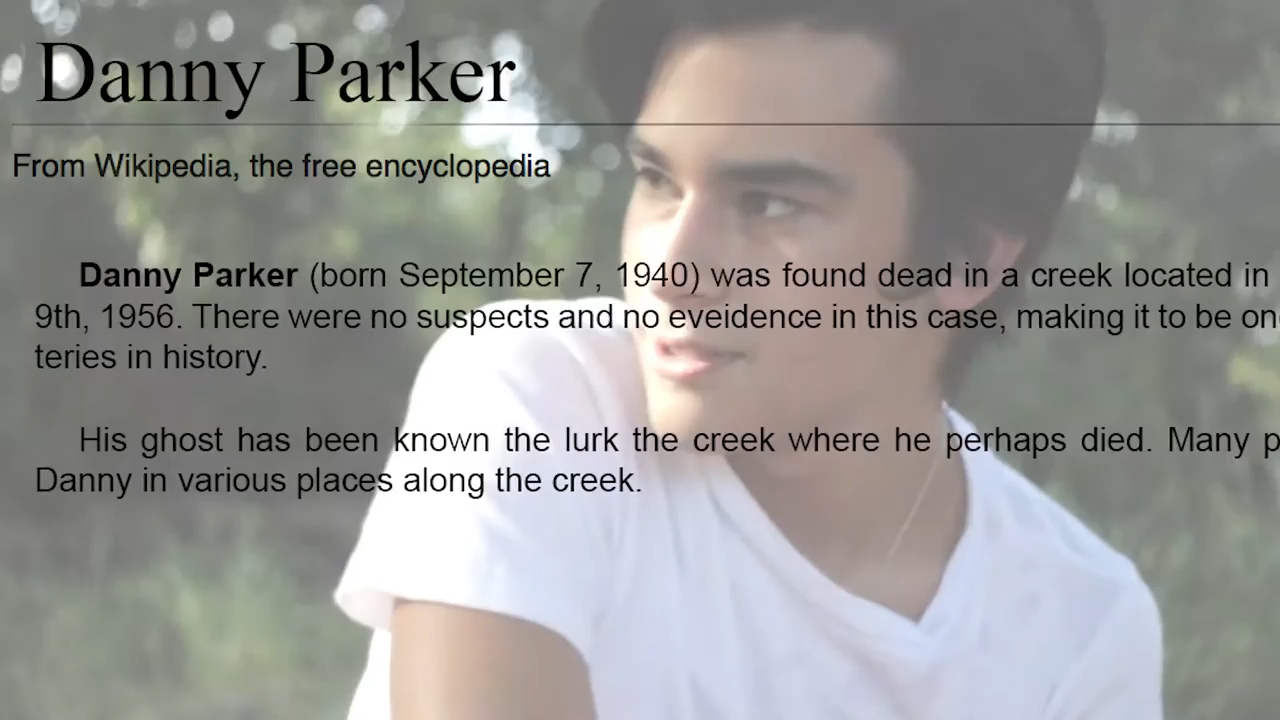 Danny Parker
From Wikipedia, the free encyclopedia
Danny Parker (born September 7, 1940) was found dead in a creek located in
9th, 1956. There were no suspects and no eveidence in this case, making it to be
teries in history.
His ghost has been known the lurk the creek where he perhaps died. Many
Danny in various places along the creek.